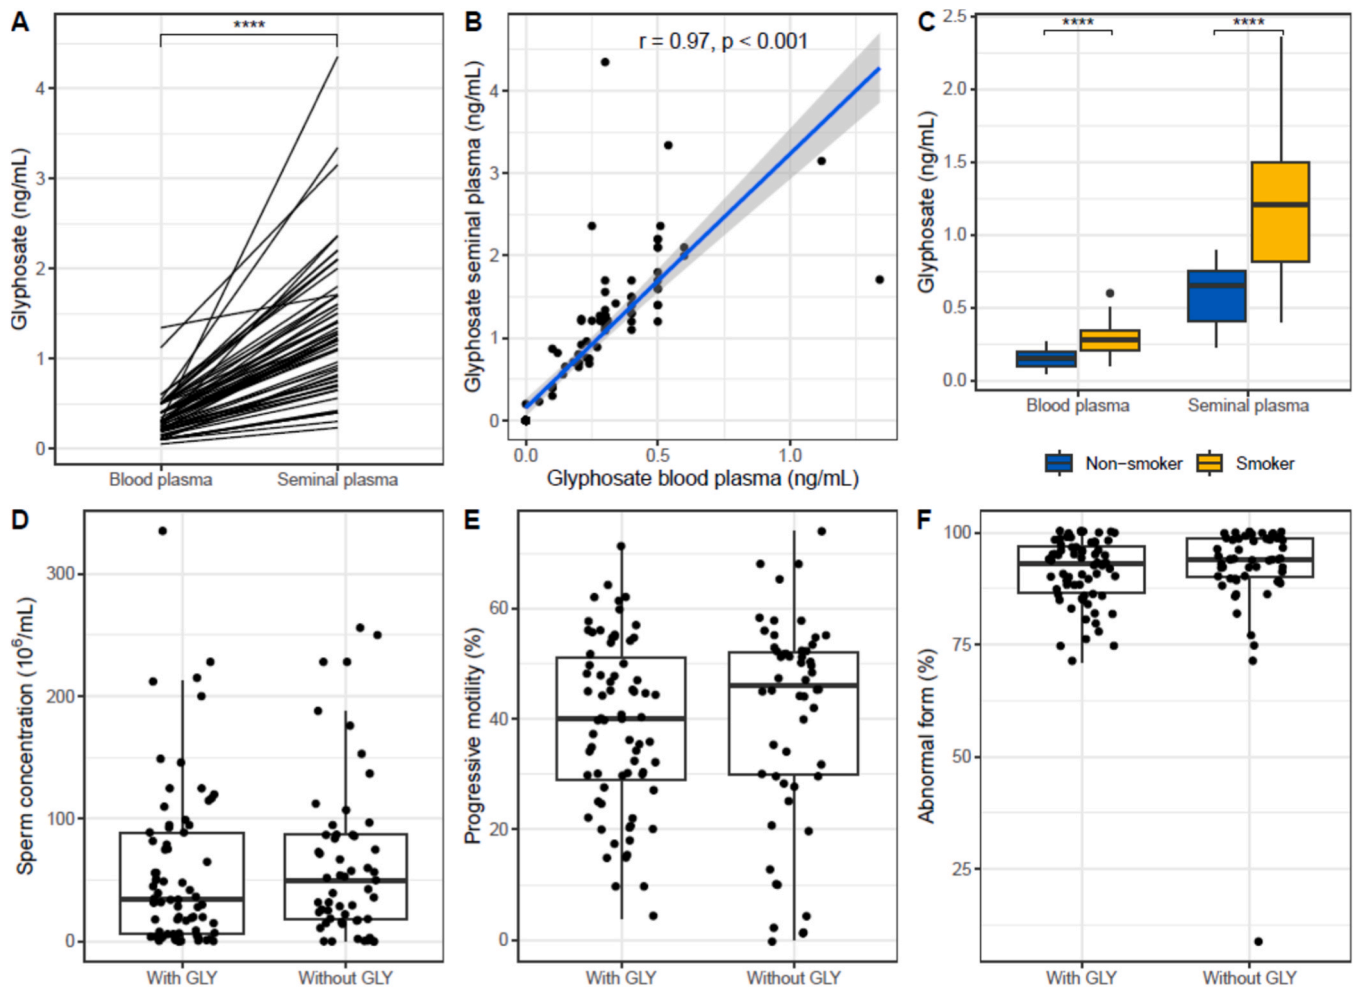 A
****
Glyphosate (ng/mL)
4
3
2
1
0
Blood plasma
Seminal plasma
B
r = 0.97, p < 0.001
Glyphosate seminal plasma (ng/mL)
4
3
2
1
0
0.0
0.5
1.0
Glyphosate blood plasma (ng/mL)
C
****
****
Glyphosate (ng/mL)
2.5
2.0
1.5
1.0
0.5
0.0
Blood plasma
Seminal plasma
Non-smoker
Smoker
D
Sperm concentration (10⁶/mL)
300
200
100
0
With GLY
Without GLY
E
Progressive motility (%)
60
40
20
0
With GLY
Without GLY
F
Abnormal form (%)
100
75
50
25
With GLY
Without GLY